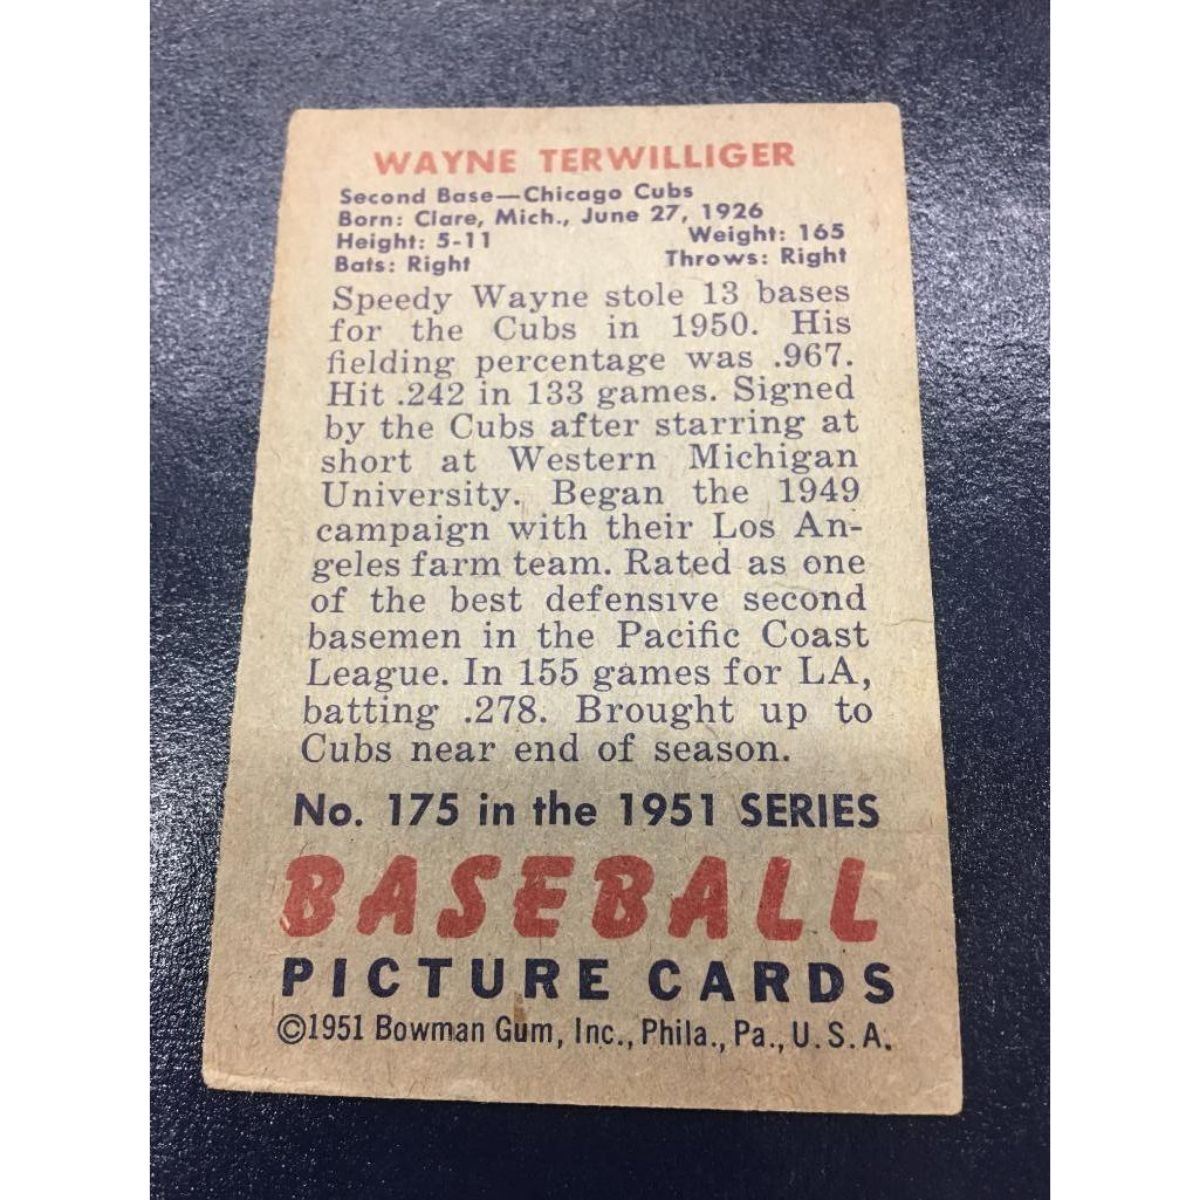 WAYNE TERWILLIGER
Second Base—Chicago Cubs
Born: Clare, Mich., June 27, 1926
Height: 5-11 Weight: 165
Bats: Right Throws: Right
Speedy Wayne stole 13 bases
for the Cubs in 1950. His
fielding percentage was .967.
Hit .242 in 133 games. Signed
by the Cubs after starring at
short at Western Michigan
University. Began the 1949
campaign with their Los An-
geles farm team. Rated as one
of the best defensive second
basemen in the Pacific Coast
League. In 155 games for LA,
batting .278. Brought up to
Cubs near end of season.
No. 175 in the 1951 SERIES
BASEBALL
PICTURE CARDS
©1951 Bowman Gum, Inc., Phila., Pa., U.S.A.